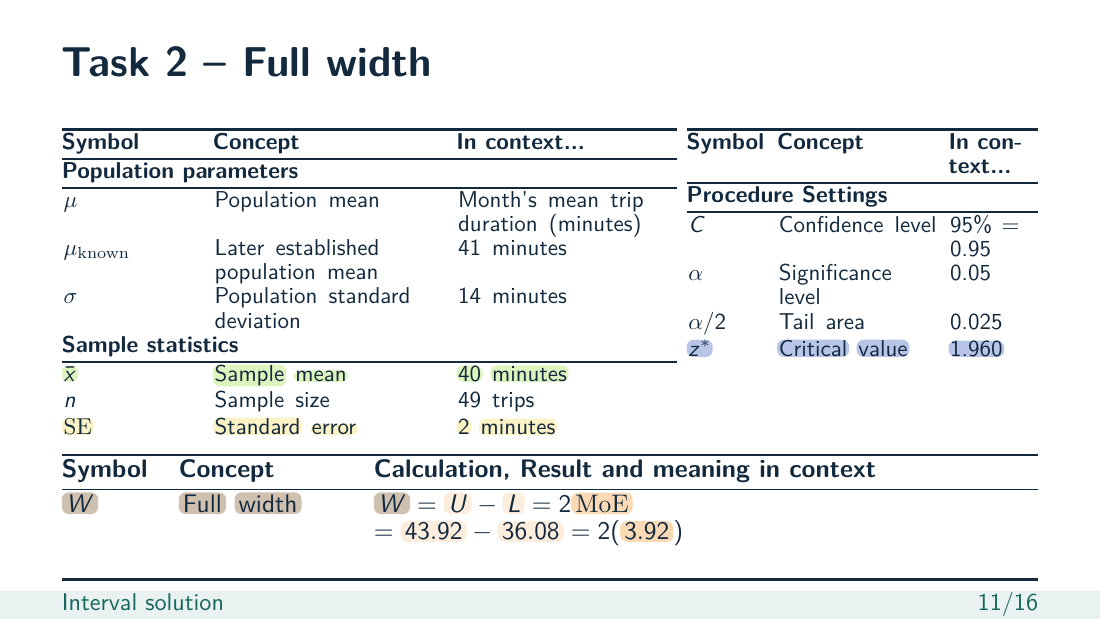 Task 2 – Full width
Symbol Concept In context...
Population parameters
μ Population mean Month's mean trip
duration (minutes)
μknown Later established 41 minutes
population mean
σ Population standard 14 minutes
deviation
Sample statistics
x̄ Sample mean 40 minutes
n Sample size 49 trips
SE Standard error 2 minutes
Symbol Concept In con-
text...
Procedure Settings
C Confidence level 95% =
0.95
α Significance 0.05
level
α/2 Tail area 0.025
z* Critical value 1.960
Symbol Concept Calculation, Result and meaning in context
W Full width W = U − L = 2MoE
= 43.92 − 36.08 = 2(3.92)
Interval solution 11/16